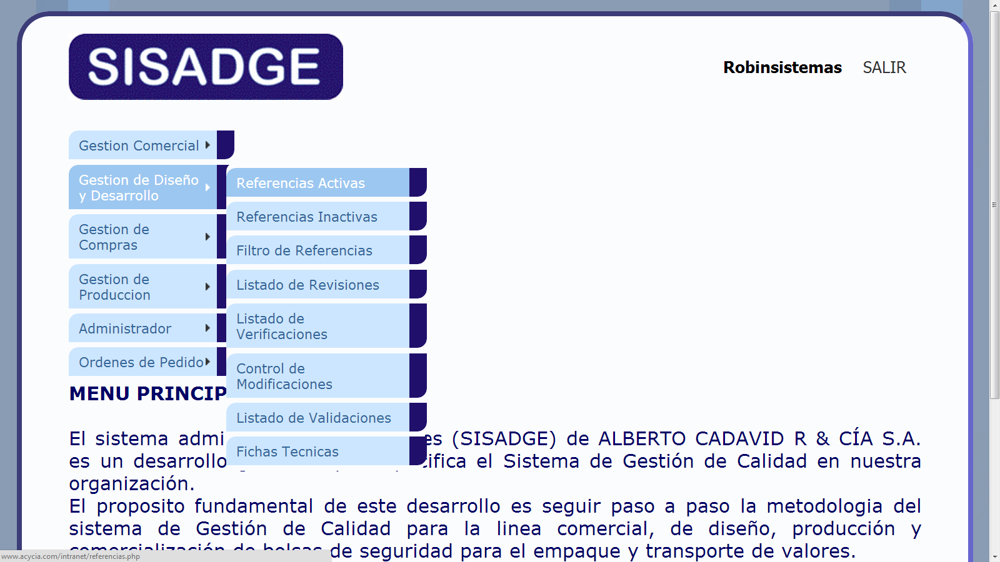 SISADGE
Robinsistemas SALIR
Gestion Comercial
Gestion de Diseño
y Desarrollo
Gestion de
Compras
Gestion de
Produccion
Administrador
Ordenes de Pedido
Referencias Activas
Referencias Inactivas
Filtro de Referencias
Listado de Revisiones
Listado de
Verificaciones
Control de
Modificaciones
Listado de Validaciones
Fichas Tecnicas
MENU PRINCIP
El sistema admi es (SISADGE) de ALBERTO CADAVID R & CÍA S.A.
es un desarrollo cifica el Sistema de Gestión de Calidad en nuestra
organización.
El proposito fundamental de este desarrollo es seguir paso a paso la metodologia del
sistema de Gestión de Calidad para la linea comercial, de diseño, producción y
comercialización de bolsas de seguridad para el empaque y transporte de valores.
www.acycia.com/intranet/referencias.php